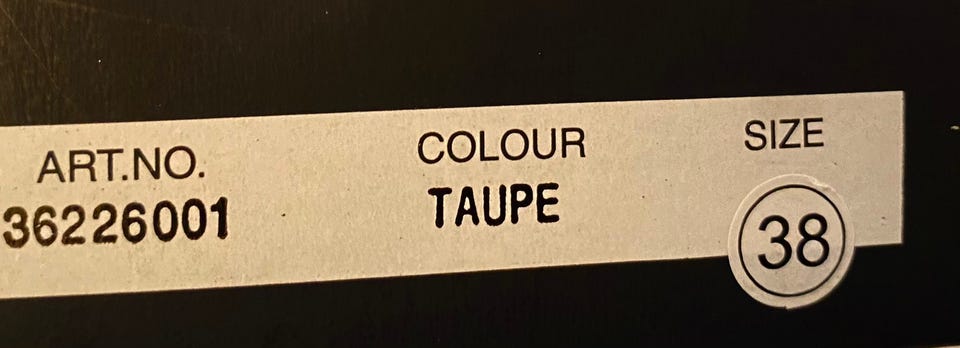 ART.NO. COLOUR SIZE
36226001 TAUPE 38